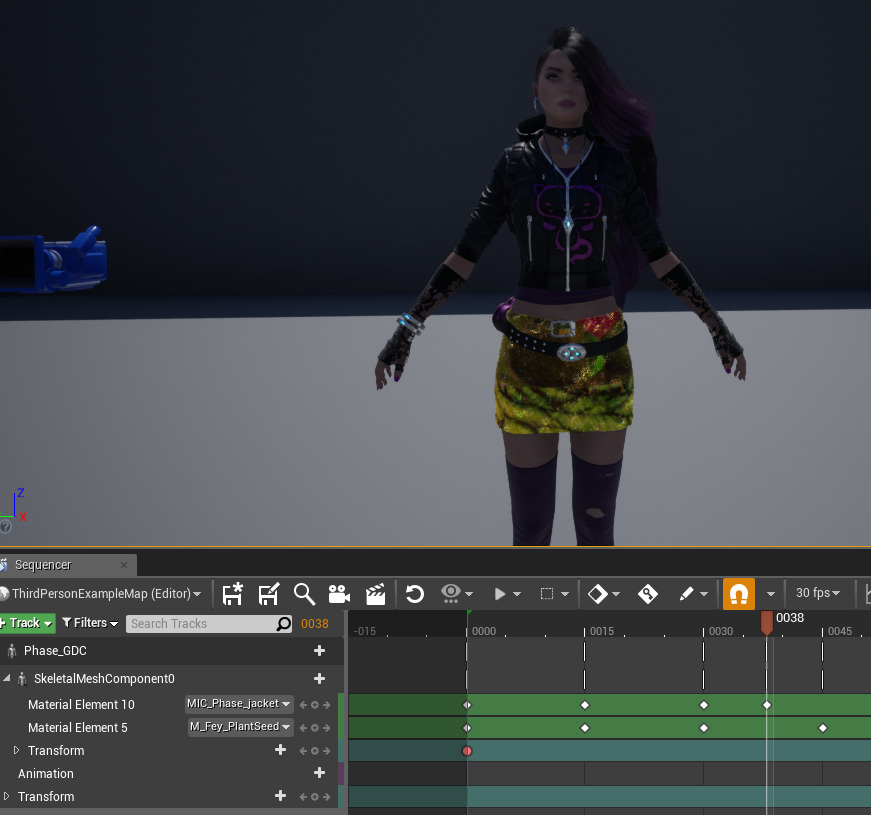 Z
X
?
Sequencer ×
ThirdPersonExampleMap (Editor) 30 fps
+ Track Filters Search Tracks 0038 -015 0000 0015 0030 0038 0045
Phase_GDC
SkeletalMeshComponent0
Material Element 10 MIC_Phase_jacket
Material Element 5 M_Fey_PlantSeed
Transform
Animation
Transform